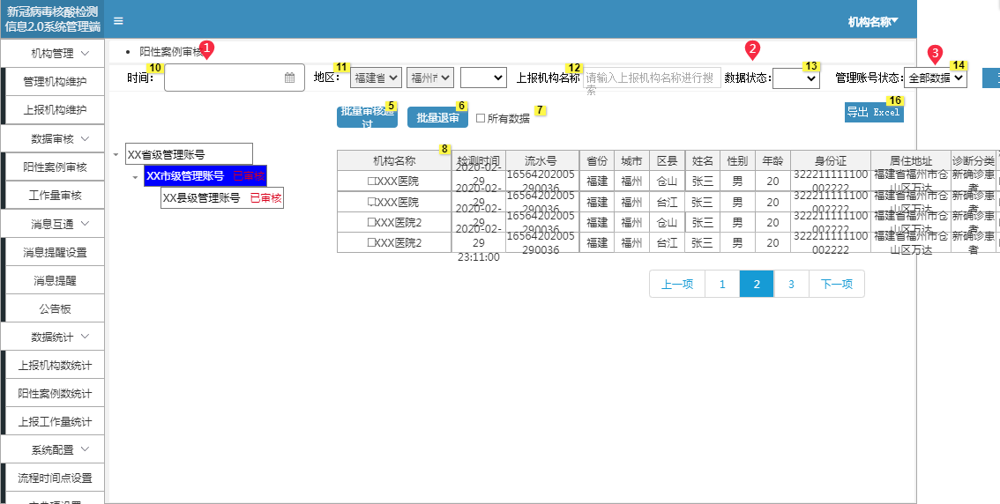 新冠病毒核酸检测
信息2.0系统管理端
机构名称
机构管理
管理机构维护
上报机构维护
数据审核
阳性案例审核
工作量审核
消息互通
消息提醒设置
消息提醒
公告板
数据统计
上报机构数统计
阳性案例数统计
上报工作量统计
系统配置
流程时间点设置
阳性案例审核
1 2 3
10 11 12 13 14
时间： 地区： 福建省 福州市 上报机构名称 请输入上报机构名称进行搜索 数据状态： 管理账号状态： 全部数据
5 6 7 16
批量审核通过 批量退审 所有数据 导出 Excel
XX省级管理账号
XX市级管理账号 已审核
XX县级管理账号 已审核
8
机构名称 检测时间 流水号 省份 城市 区县 姓名 性别 年龄 身份证 居住地址 诊断分类
XXX医院 2020-02-29 16564202005290036 福建 福州 仓山 张三 男 20 322211111100002222 福建省福州市仓山区万达 新确诊患者
XXX医院 2020-02-29 16564202005290036 福建 福州 台江 张三 男 20 322211111100002222 福建省福州市仓山区万达 新确诊患者
XXX医院2 2020-02-29 16564202005290036 福建 福州 仓山 张三 男 20 322211111100002222 福建省福州市仓山区万达 新确诊患者
XXX医院2 2020-02-29 23:11:00 16564202005290036 福建 福州 台江 张三 男 20 322211111100002222 福建省福州市仓山区万达 新确诊患者
上一项 1 2 3 下一项